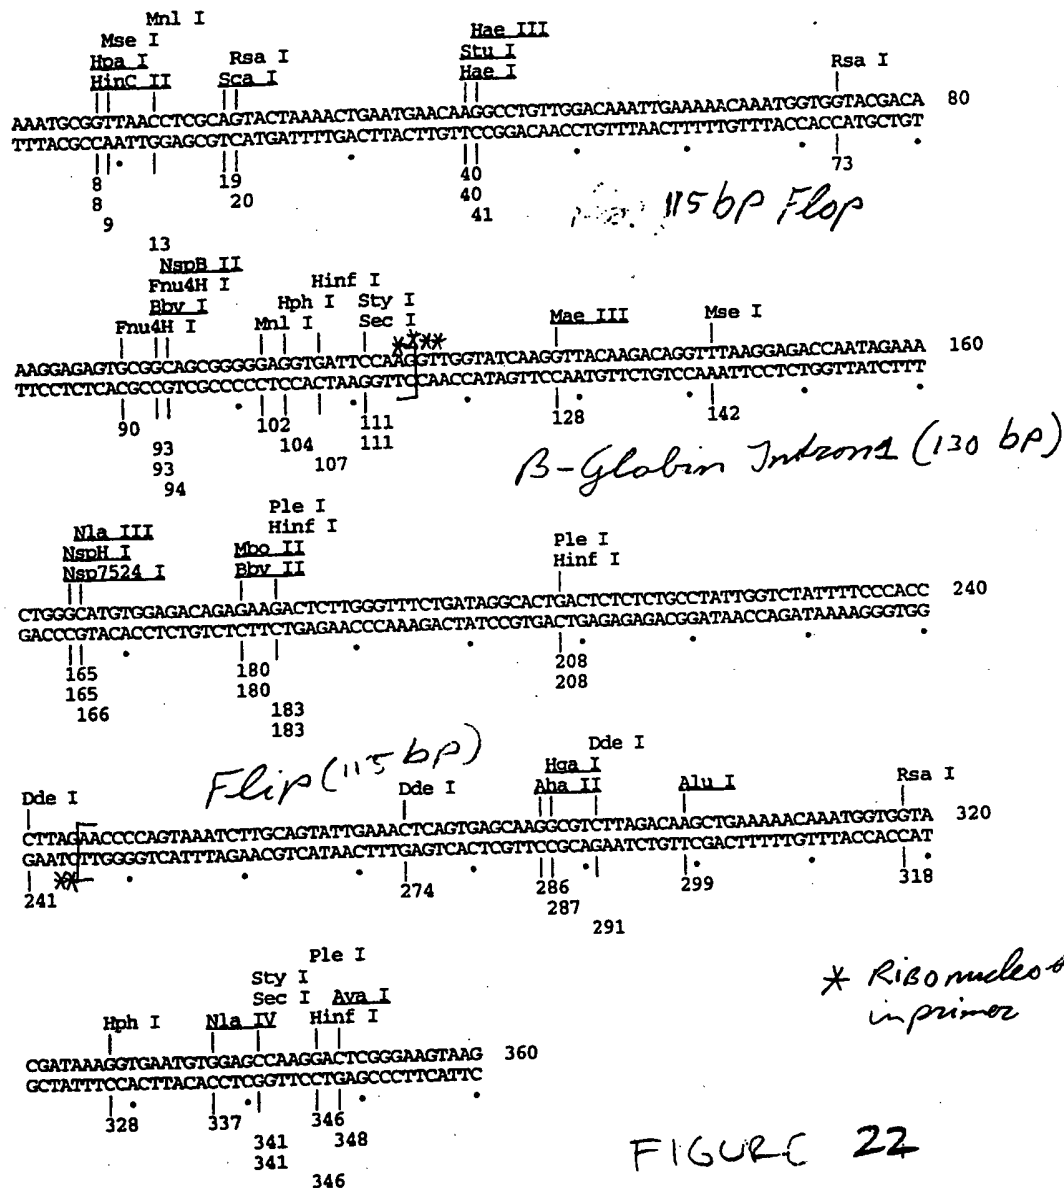 Mnl I
Mse I
Hpa I
HinC II
Rsa I
Sca I
Hae III
Stu I
Hae I
Rsa I
AAATGCGGTTAACCTCGCAGTACTAAAACTGAATGAACAAGGCCTGTTGGACAAATTGAAAAACAAATGGTGGTACGACA 80
TTTACGCCAATTGGAGCGTCATGATTTTGACTTACTTGTTCCGGACAACCTGTTTAACTTTTTGTTTACCACCATGCTGT
8 19 40 73
8 20 40
9 41
13
115 bp Flop
NspB II
Fnu4H I
Bbv I
Fnu4H I
Mnl I
Hph I
Hinf I
Sty I
Sec I
****
Mae III
Mse I
AAGGAGAGTGCGGCAGCGGGGGAGGTGATTCCAAGGTTGGTATCAAGGTTACAAGACAGGTTTAAGGAGACCAATAGAAA 160
TTCCTCTCACGCCGTCGCCCCCTCCACTAAGGTTCCAACCATAGTTCCAATGTTCTGTCCAAATTCCTCTGGTTATCTTT
90 102 111 128 142
93 104 111
93 107
94
β-Globin Intron1 (130 bp)
Nla III
NspH I
Nsp7524 I
Ple I
Hinf I
Mbo II
Bbv II
Ple I
Hinf I
CTGGGCATGTGGAGACAGAGAAGACTCTTGGGTTTCTGATAGGCACTGACTCTCTCTGCCTATTGGTCTATTTTCCCACC 240
GACCCGTACACCTCTGTCTCTTCTGAGAACCCAAAGACTATCCGTGACTGAGAGAGACGGATAACCAGATAAAAGGGTGG
165 180 208
165 180 208
166 183
183
Flip (115 bp)
Dde I
Dde I
Dde I
Hga I
Aha II
Alu I
Rsa I
CTTAGAACCCCAGTAAATCTTGCAGTATTGAAACTCAGTGAGCAAGGCGTCTTAGACAAGCTGAAAAACAAATGGTGGTA 320
GAATCTTGGGGTCATTTAGAACGTCATAACTTTGAGTCACTCGTTCCGCAGAATCTGTTCGACTTTTTGTTTACCACCAT
241 ** 274 286 299 318
287
291
* Ribonucleo
in primer
Ple I
Sty I
Sec I
Ava I
Hph I
Nla IV
Hinf I
CGATAAAGGTGAATGTGGAGCCAAGGACTCGGGAAGTAAG 360
GCTATTTCCACTTACACCTCGGTTCCTGAGCCCTTCATTC
328 337 346
341 348
341
346
FIGURE 22